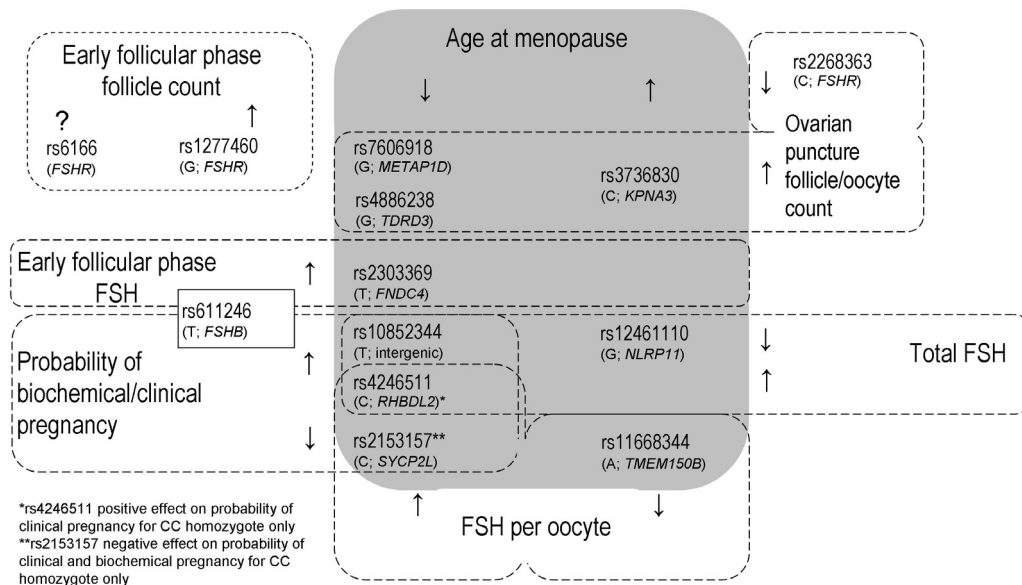 Early follicular phase
follicle count
?
↑
rs6166
(FSHR)
rs1277460
(G; FSHR)
Age at menopause
↓
↑
rs2268363
(C; FSHR)
↓
Ovarian
puncture
follicle/oocyte
count
↑
rs7606918
(G; METAP1D)
rs4886238
(G; TDRD3)
rs3736830
(C; KPNA3)
Early follicular phase
FSH
↑
rs2303369
(T; FNDC4)
rs611246
(T; FSHB)
Probability of
biochemical/clinical
pregnancy
↑
↓
rs10852344
(T; intergenic)
rs4246511
(C; RHBDL2)*
rs2153157**
(C; SYCP2L)
rs12461110
(G; NLRP11)
↓
↑
Total FSH
rs11668344
(A; TMEM150B)
↑
FSH per oocyte
↓
*rs4246511 positive effect on probability of
clinical pregnancy for CC homozygote only
**rs2153157 negative effect on probability of
clinical and biochemical pregnancy for CC
homozygote only